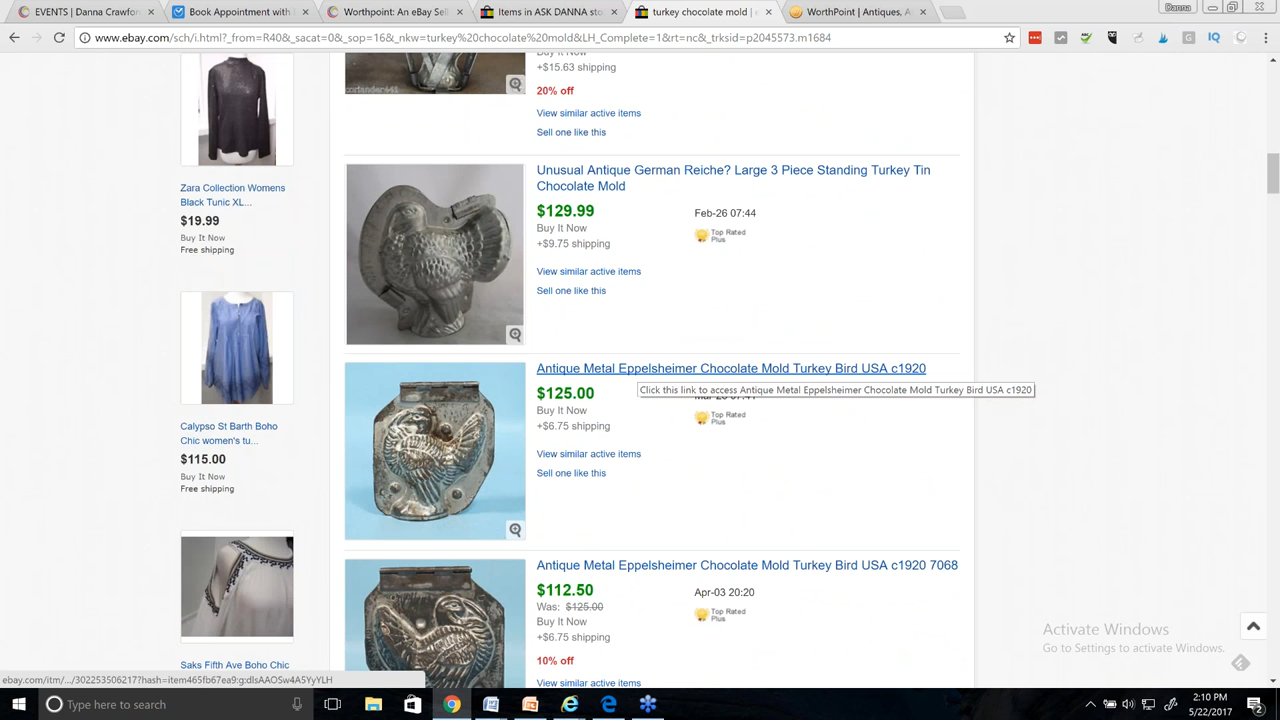 EVENTS | Danna Crawfor
Book Appointment with
Worthpoint: An eBay Sell
Items in ASK DANNA sto
turkey chocolate mold | e
WorthPoint | Antiques, A
Danna
www.ebay.com/sch/i.html?_from=R40&_sacat=0&_sop=16&_nkw=turkey%20chocolate%20mold&LH_Complete=1&rt=nc&_trksid=p2045573.m1684
Buy It Now
+$15.63 shipping
coriander441
20% off
View similar active items
Sell one like this
Zara Collection Womens
Black Tunic XL...
$19.99
Buy It Now
Free shipping
Unusual Antique German Reiche? Large 3 Piece Standing Turkey Tin
Chocolate Mold
$129.99
Feb-26 07:44
Buy It Now
+$9.75 shipping
Top Rated
Plus
View similar active items
Sell one like this
Calypso St Barth Boho
Chic women's tu...
$115.00
Buy It Now
Free shipping
Antique Metal Eppelsheimer Chocolate Mold Turkey Bird USA c1920
Click this link to access Antique Metal Eppelsheimer Chocolate Mold Turkey Bird USA c1920
$125.00
Buy It Now
+$6.75 shipping
Top Rated
Plus
View similar active items
Sell one like this
Antique Metal Eppelsheimer Chocolate Mold Turkey Bird USA c1920 7068
$112.50
Apr-03 20:20
Was: $125.00
Buy It Now
+$6.75 shipping
Top Rated
Plus
10% off
View similar active items
Saks Fifth Ave Boho Chic
Activate Windows
Go to Settings to activate Windows.
ebay.com/itm/.../302253506217?hash=item465fb67ea9:g:dlsAAOSw4A5YyYLH
Type here to search
2:10 PM
5/22/2017